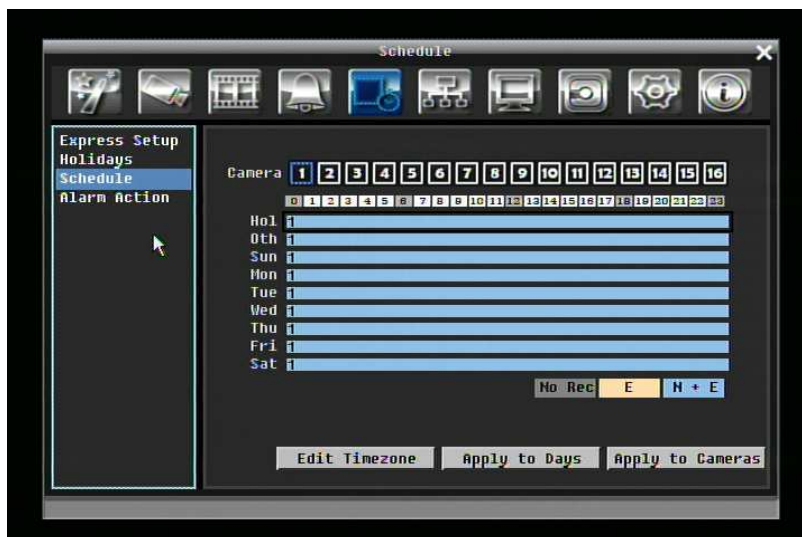 Schedule
Express Setup
Holidays
Schedule
Alarm Action
Camera 1 2 3 4 5 6 7 8 9 10 11 12 13 14 15 16
0 1 2 3 4 5 6 7 8 9 10 11 12 13 14 15 16 17 18 19 20 21 22 23
Hol 1
Oth 1
Sun 1
Mon 1
Tue 1
Wed 1
Thu 1
Fri 1
Sat 1
No Rec E N + E
Edit Timezone Apply to Days Apply to Cameras